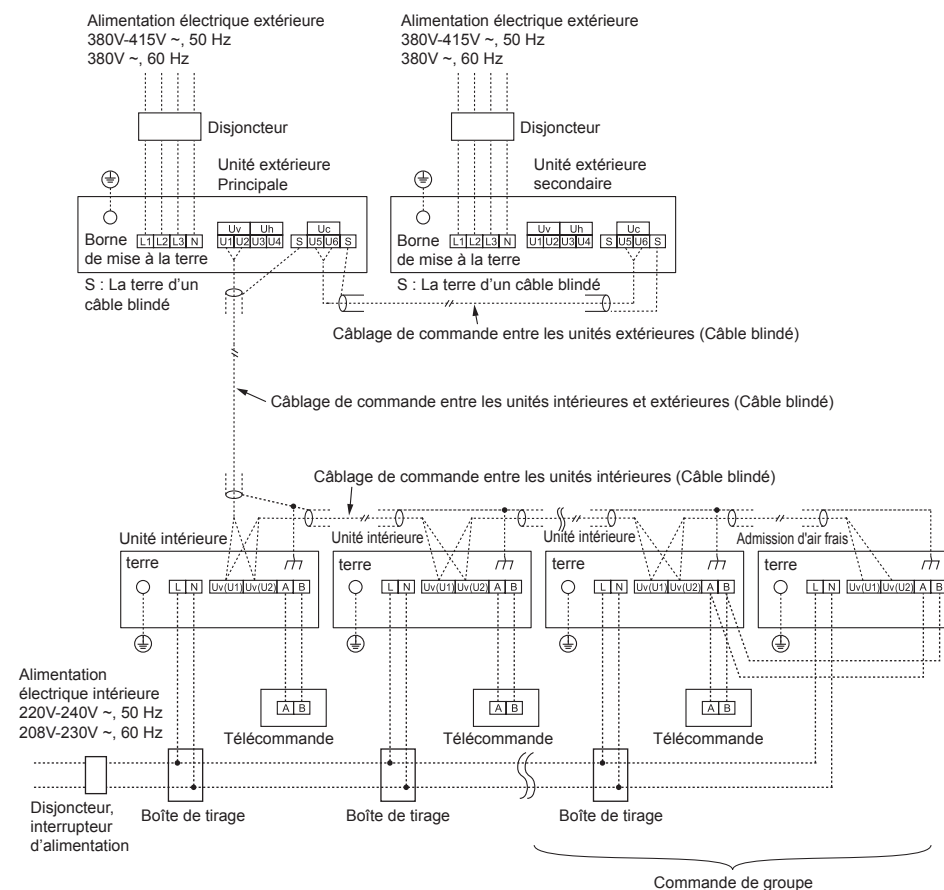 Alimentation électrique extérieure
380V-415V ~, 50 Hz
380V ~, 60 Hz
Alimentation électrique extérieure
380V-415V ~, 50 Hz
380V ~, 60 Hz
Disjoncteur
Disjoncteur
Unité extérieure
Principale
Unité extérieure
secondaire
Borne
de mise à la terre
L1 L2 L3 N
Uv Uh
U1 U2 U3 U4
Uc
S U5 U6 S
Borne
de mise à la terre
L1 L2 L3 N
Uv Uh
U1 U2 U3 U4
Uc
S U5 U6 S
S : La terre d'un
câble blindé
S : La terre d'un câble blindé
Câblage de commande entre les unités extérieures (Câble blindé)
Câblage de commande entre les unités intérieures et extérieures (Câble blindé)
Câblage de commande entre les unités intérieures (Câble blindé)
Unité intérieure
Unité intérieure
Unité intérieure
Admission d'air frais
terre
L N Uv(U1) Uv(U2) A B
terre
L N Uv(U1) Uv(U2) A B
terre
L N Uv(U1) Uv(U2) A B
terre
L N Uv(U1) Uv(U2) A B
Alimentation
électrique intérieure
220V-240V ~, 50 Hz
208V-230V ~, 60 Hz
A B
Télécommande
A B
Télécommande
A B
Télécommande
Disjoncteur,
interrupteur
d'alimentation
Boîte de tirage
Boîte de tirage
Boîte de tirage
Commande de groupe